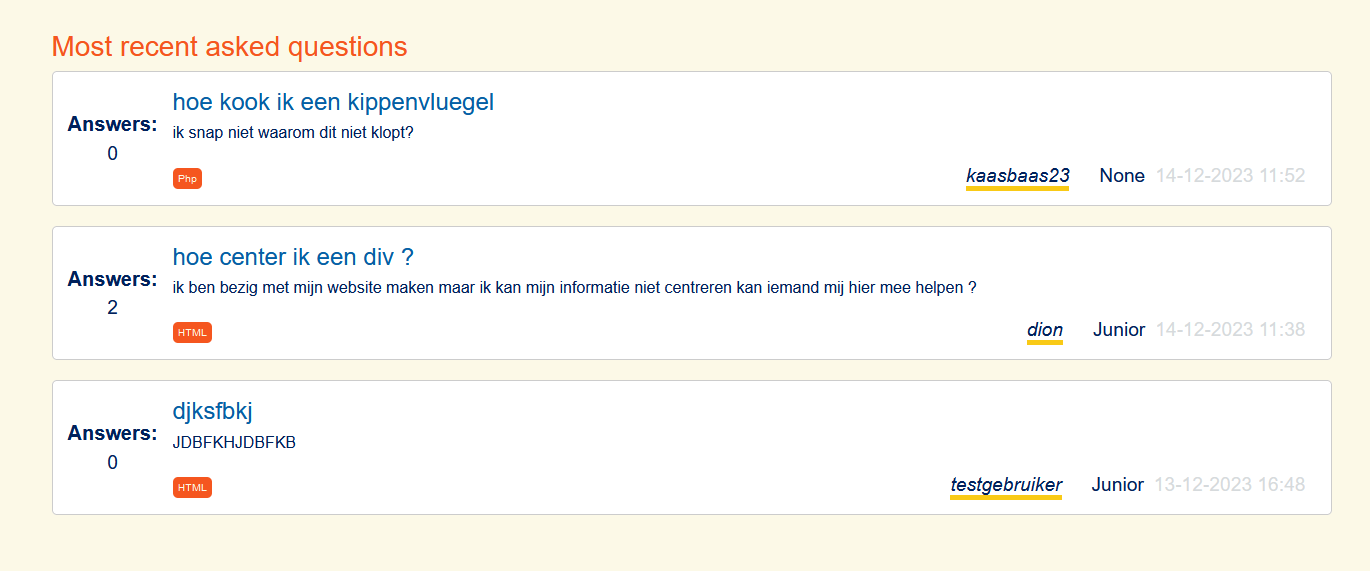 Most recent asked questions
hoe kook ik een kippenvluegel
Answers:
ik snap niet waarom dit niet klopt?
0
Php
kaasbaas23 None 14-12-2023 11:52
hoe center ik een div ?
Answers:
ik ben bezig met mijn website maken maar ik kan mijn informatie niet centreren kan iemand mij hier mee helpen ?
2
HTML
dion Junior 14-12-2023 11:38
djksfbkj
Answers:
JDBFKHJDBFKB
0
HTML
testgebruiker Junior 13-12-2023 16:48